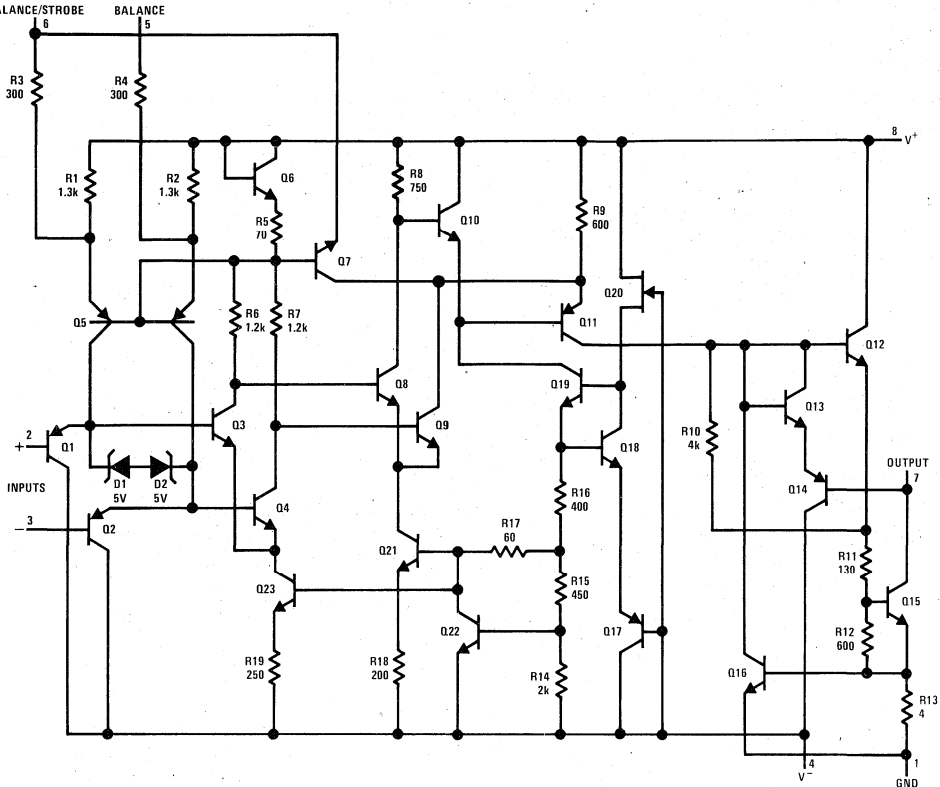 ALANCE/STROBE
BALANCE
6
5
R3
300
R4
300
8
V+
R1
1.3k
R2
1.3k
Q6
R8
750
Q10
R9
600
R5
70
Q7
Q20
Q5
R6
1.2k
R7
1.2k
Q11
Q12
Q8
Q19
Q13
2
+
Q1
Q3
Q9
Q18
R10
4k
D1
5V
D2
5V
INPUTS
R16
400
Q14
OUTPUT
7
3
−
Q2
Q4
R17
60
Q21
R11
130
Q23
R15
450
Q15
Q22
Q17
R12
600
R19
250
R18
200
R14
2k
Q16
R13
4
4
V−
1
GND